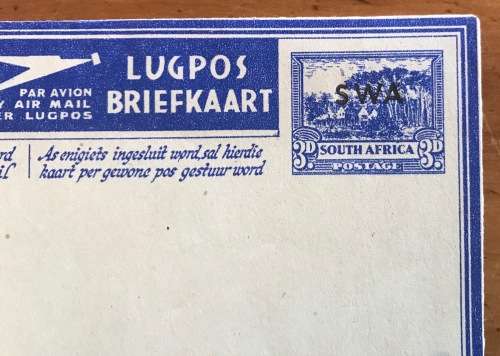 PAR AVION
AIR MAIL
LUGPOS
LUGPOS
BRIEFKAART
As enigiets ingesluit word, sal hierdie
kaart per gewone pos gestuur word
SWA
3D SOUTH AFRICA 3D
POSTAGE